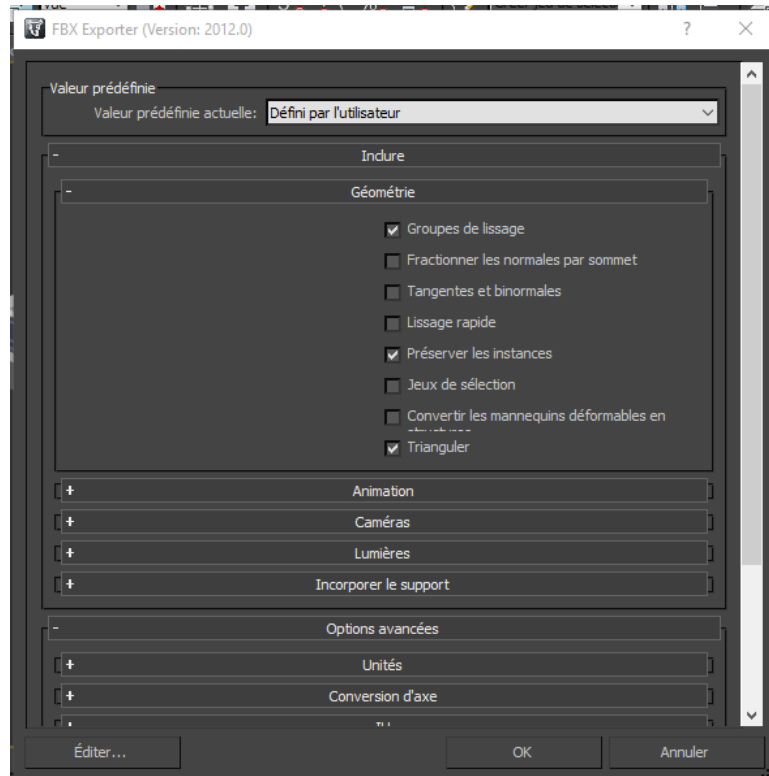 FBX Exporter (Version: 2012.0)
?
Valeur prédéfinie
Valeur prédéfinie actuelle: Défini par l'utilisateur
- Inclure
- Géométrie
Groupes de lissage
Fractionner les normales par sommet
Tangentes et binormales
Lissage rapide
Préserver les instances
Jeux de sélection
Convertir les mannequins déformables en
Trianguler
+ Animation
+ Caméras
+ Lumières
+ Incorporer le support
- Options avancées
+ Unités
+ Conversion d'axe
Éditer... OK Annuler